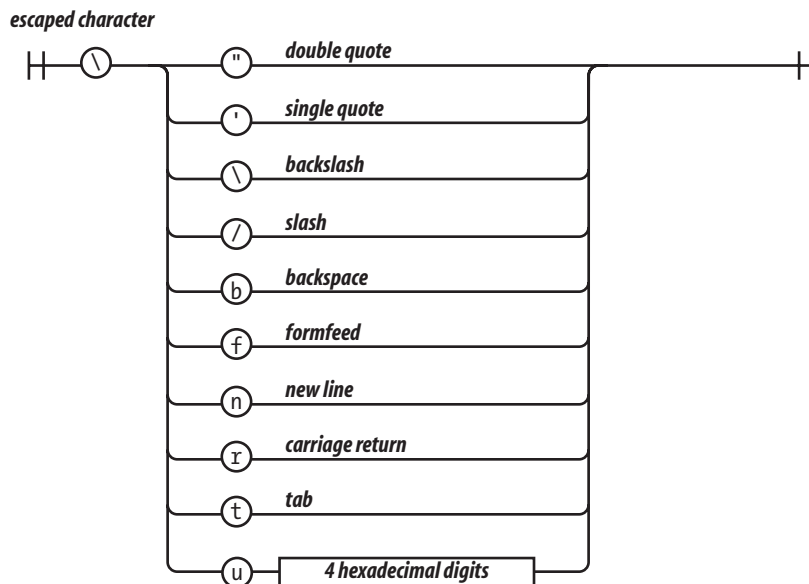 escaped character
\
" double quote
' single quote
\ backslash
/ slash
b backspace
f formfeed
n new line
r carriage return
t tab
u 4 hexadecimal digits